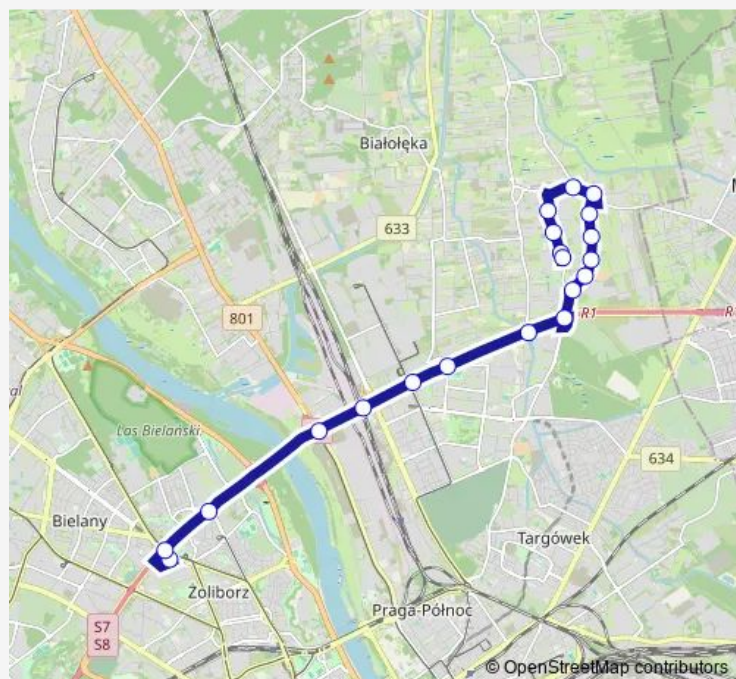 Białołęka
633
801
R1
Las Bielański
634
Bielany
Targówek
Żoliborz
Praga-Północ
S7
S8
© OpenStreetMap contributors